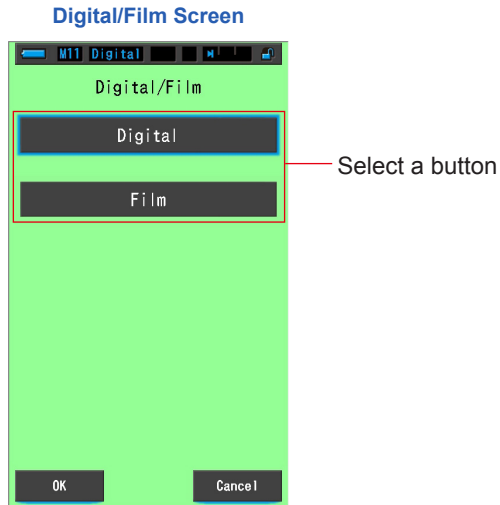 Digital/Film Screen
M11 Digital
Digital/Film
Digital
Select a button
Film
OK Cancel